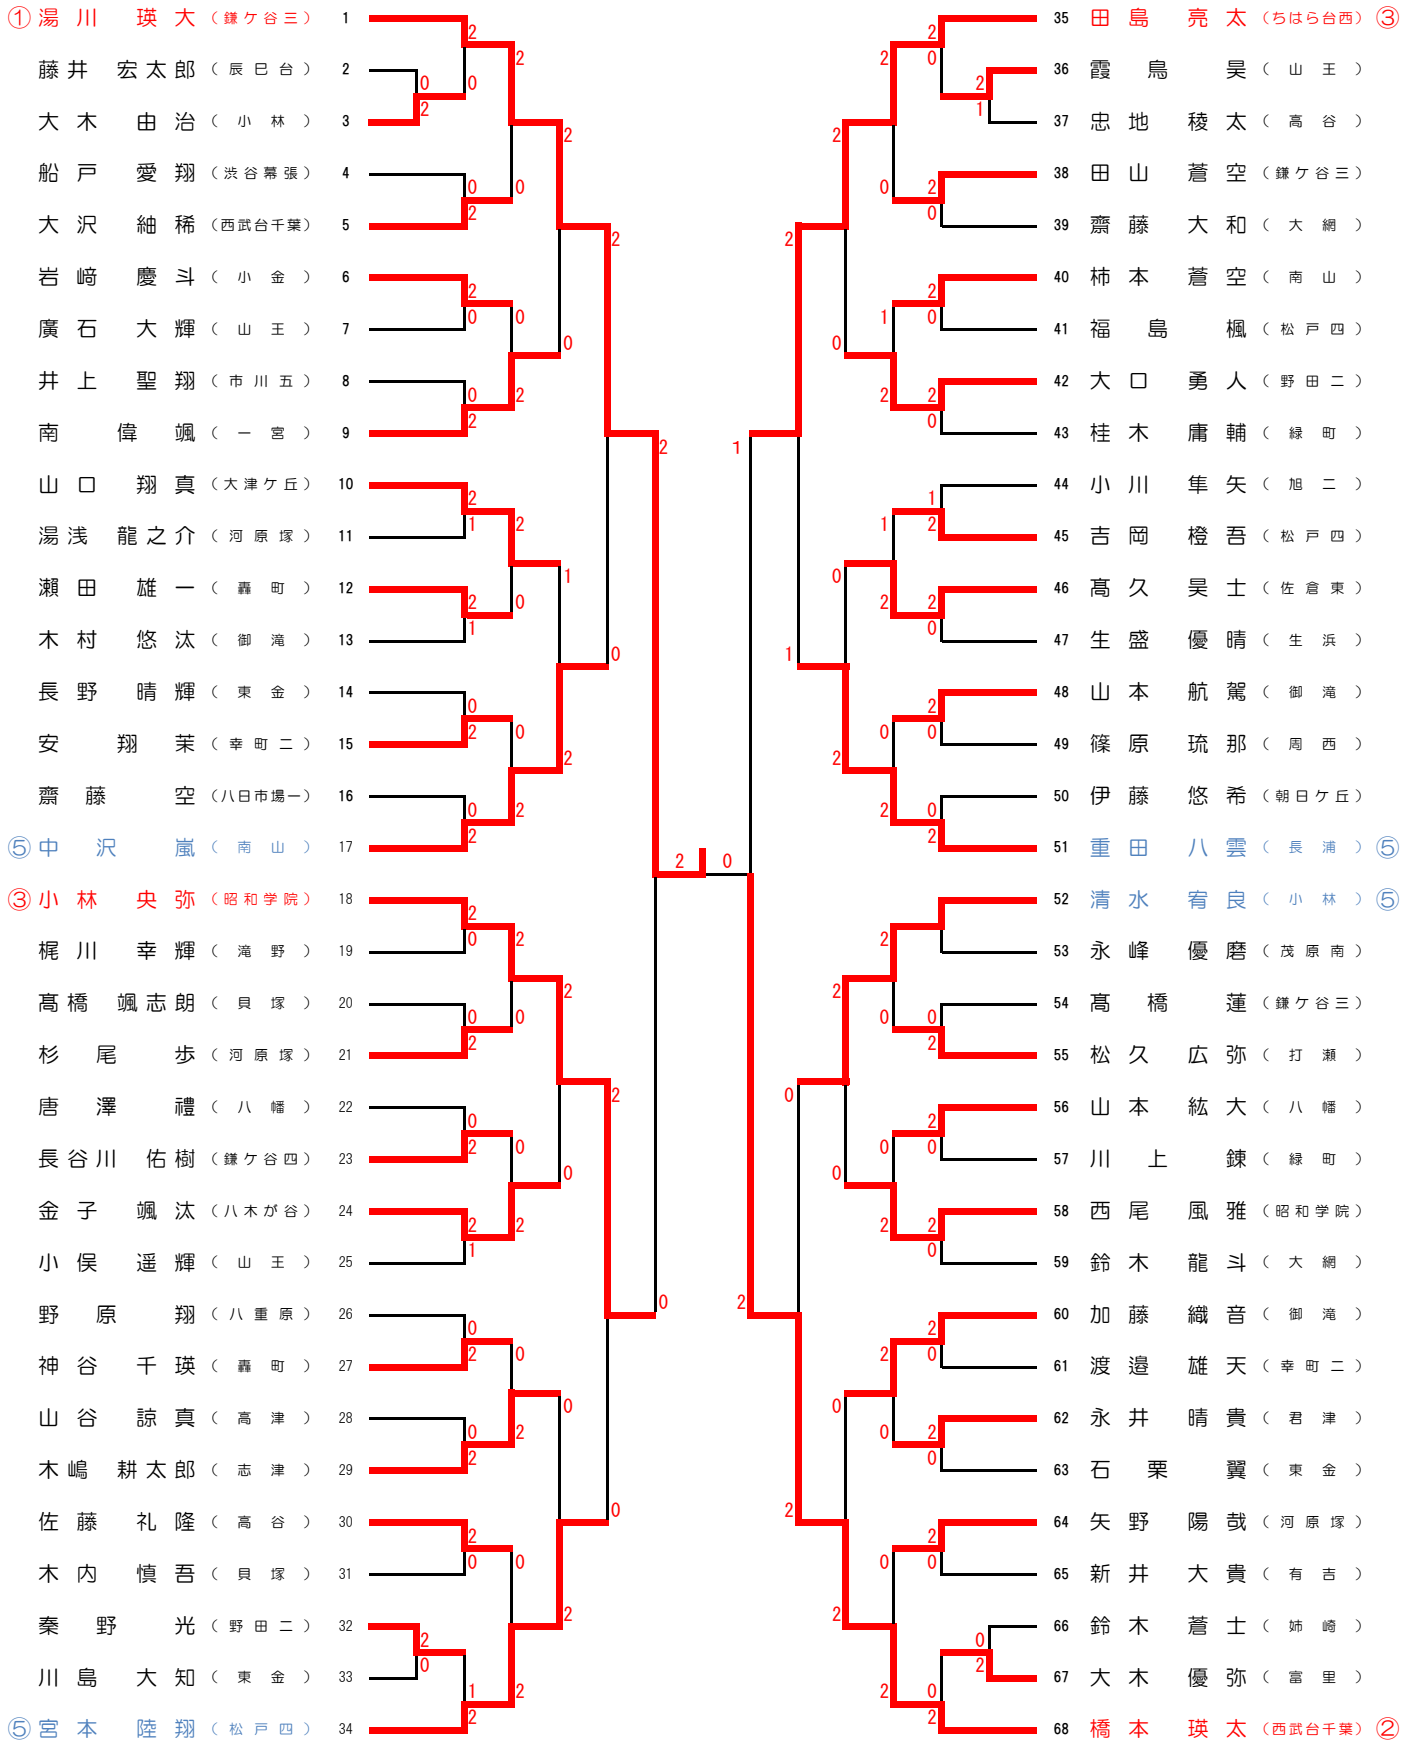 ① 湯川 瑛大 （鎌ケ谷三） 1
藤井 宏太郎 （辰巳台） 2
大木 由治 （小林） 3
船戸 愛翔 （渋谷幕張） 4
大沢 紬稀 （西武台千葉） 5
岩﨑 慶斗 （小金） 6
廣石 大輝 （山王） 7
井上 聖翔 （市川五） 8
南 偉颯 （一宮） 9
山口 翔真 （大津ケ丘） 10
湯浅 龍之介 （河原塚） 11
瀬田 雄一 （轟町） 12
木村 悠汰 （御滝） 13
長野 晴輝 （東金） 14
安 翔茉 （幸町二） 15
齋藤 空 （八日市場一） 16
⑤ 中沢 嵐 （南山） 17
③ 小林 央弥 （昭和学院） 18
梶川 幸輝 （滝野） 19
髙橋 颯志朗 （貝塚） 20
杉尾 歩 （河原塚） 21
唐澤 禮 （八幡） 22
長谷川 佑樹 （鎌ケ谷四） 23
金子 颯汰 （八木が谷） 24
小俣 遥輝 （山王） 25
野原 翔 （八重原） 26
神谷 千瑛 （轟町） 27
山谷 諒真 （高津） 28
木嶋 耕太郎 （志津） 29
佐藤 礼隆 （高谷） 30
木内 慎吾 （貝塚） 31
秦野 光 （野田二） 32
川島 大知 （東金） 33
⑤ 宮本 陸翔 （松戸四） 34
35 田島 亮太 （ちはら台西） ③
36 霞鳥 昊 （山王）
37 忠地 稜太 （高谷）
38 田山 蒼空 （鎌ケ谷三）
39 齋藤 大和 （大網）
40 柿本 蒼空 （南山）
41 福島 楓 （松戸四）
42 大口 勇人 （野田二）
43 桂木 庸輔 （緑町）
44 小川 隼矢 （旭二）
45 吉岡 橙吾 （松戸四）
46 髙久 昊士 （佐倉東）
47 生盛 優晴 （生浜）
48 山本 航駕 （御滝）
49 篠原 琉那 （周西）
50 伊藤 悠希 （朝日ケ丘）
51 重田 八雲 （長浦） ⑤
52 清水 宥良 （小林） ⑤
53 永峰 優磨 （茂原南）
54 髙橋 蓮 （鎌ケ谷三）
55 松久 広弥 （打瀬）
56 山本 紘大 （八幡）
57 川上 錬 （緑町）
58 西尾 風雅 （昭和学院）
59 鈴木 龍斗 （大網）
60 加藤 織音 （御滝）
61 渡邉 雄天 （幸町二）
62 永井 晴貴 （君津）
63 石栗 翼 （東金）
64 矢野 陽哉 （河原塚）
65 新井 大貴 （有吉）
66 鈴木 蒼士 （姉崎）
67 大木 優弥 （富里）
68 橋本 瑛太 （西武台千葉） ②
2 0